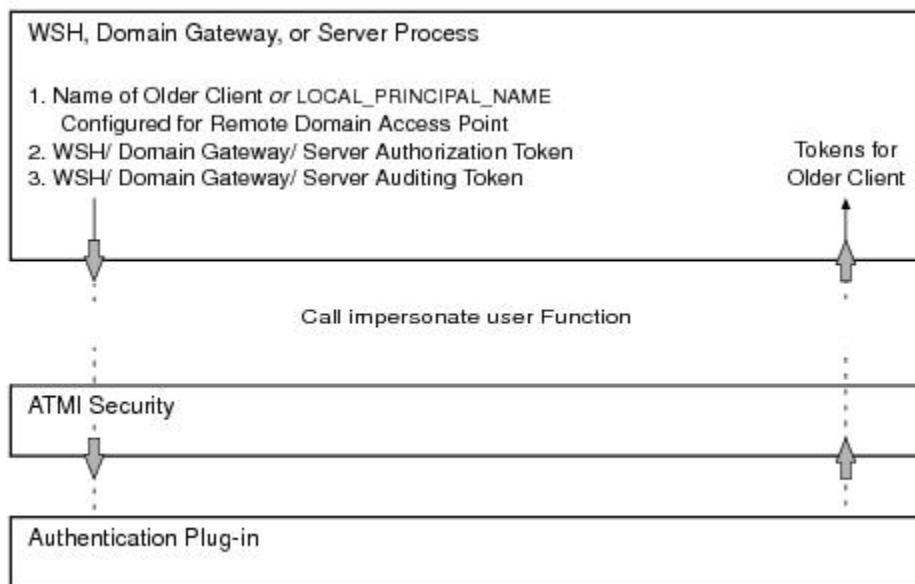 WSH, Domain Gateway, or Server Process
1. Name of Older Client or LOCAL_PRINCIPAL_NAME
Configured for Remote Domain Access Point
2. WSH/ Domain Gateway/ Server Authorization Token
3. WSH/ Domain Gateway/ Server Auditing Token
Tokens for
Older Client
Call impersonate user Function
ATMI Security
Authentication Plug-in